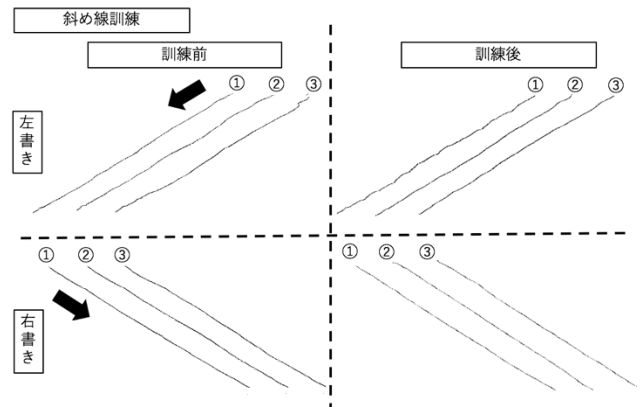 斜め線訓練
訓練前
訓練後
① ② ③
① ② ③
左書き
① ② ③
① ② ③
右書き